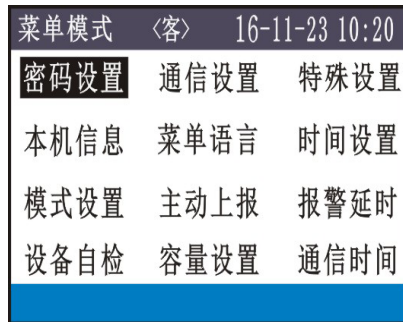 菜单模式 〈客〉 16-11-23 10:20
密码设置 通信设置 特殊设置
本机信息 菜单语言 时间设置
模式设置 主动上报 报警延时
设备自检 容量设置 通信时间